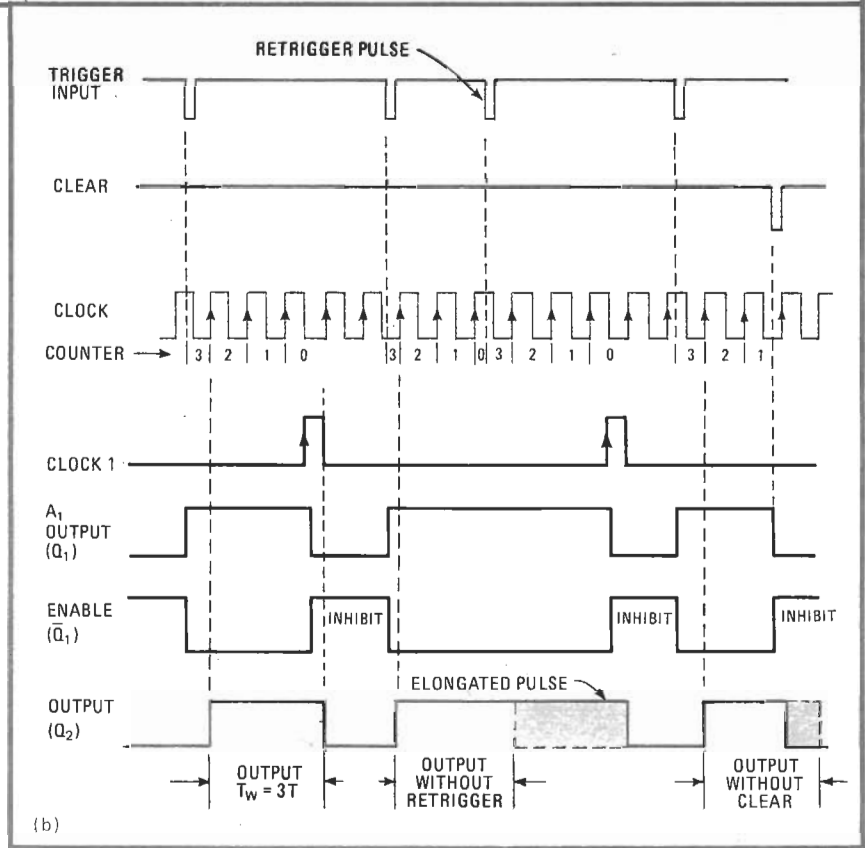 RETRIGGER PULSE
TRIGGER
INPUT
CLEAR
CLOCK
COUNTER
3 2 1 0 3 2 1 0 3 2 1 0 3 2 1
CLOCK 1
A₁
OUTPUT
(Q₁)
ENABLE
(Q̅₁)
INHIBIT INHIBIT INHIBIT
ELONGATED PULSE
OUTPUT
(Q₂)
OUTPUT
T_W = 3T
OUTPUT
WITHOUT
RETRIGGER
OUTPUT
WITHOUT
CLEAR
(b)